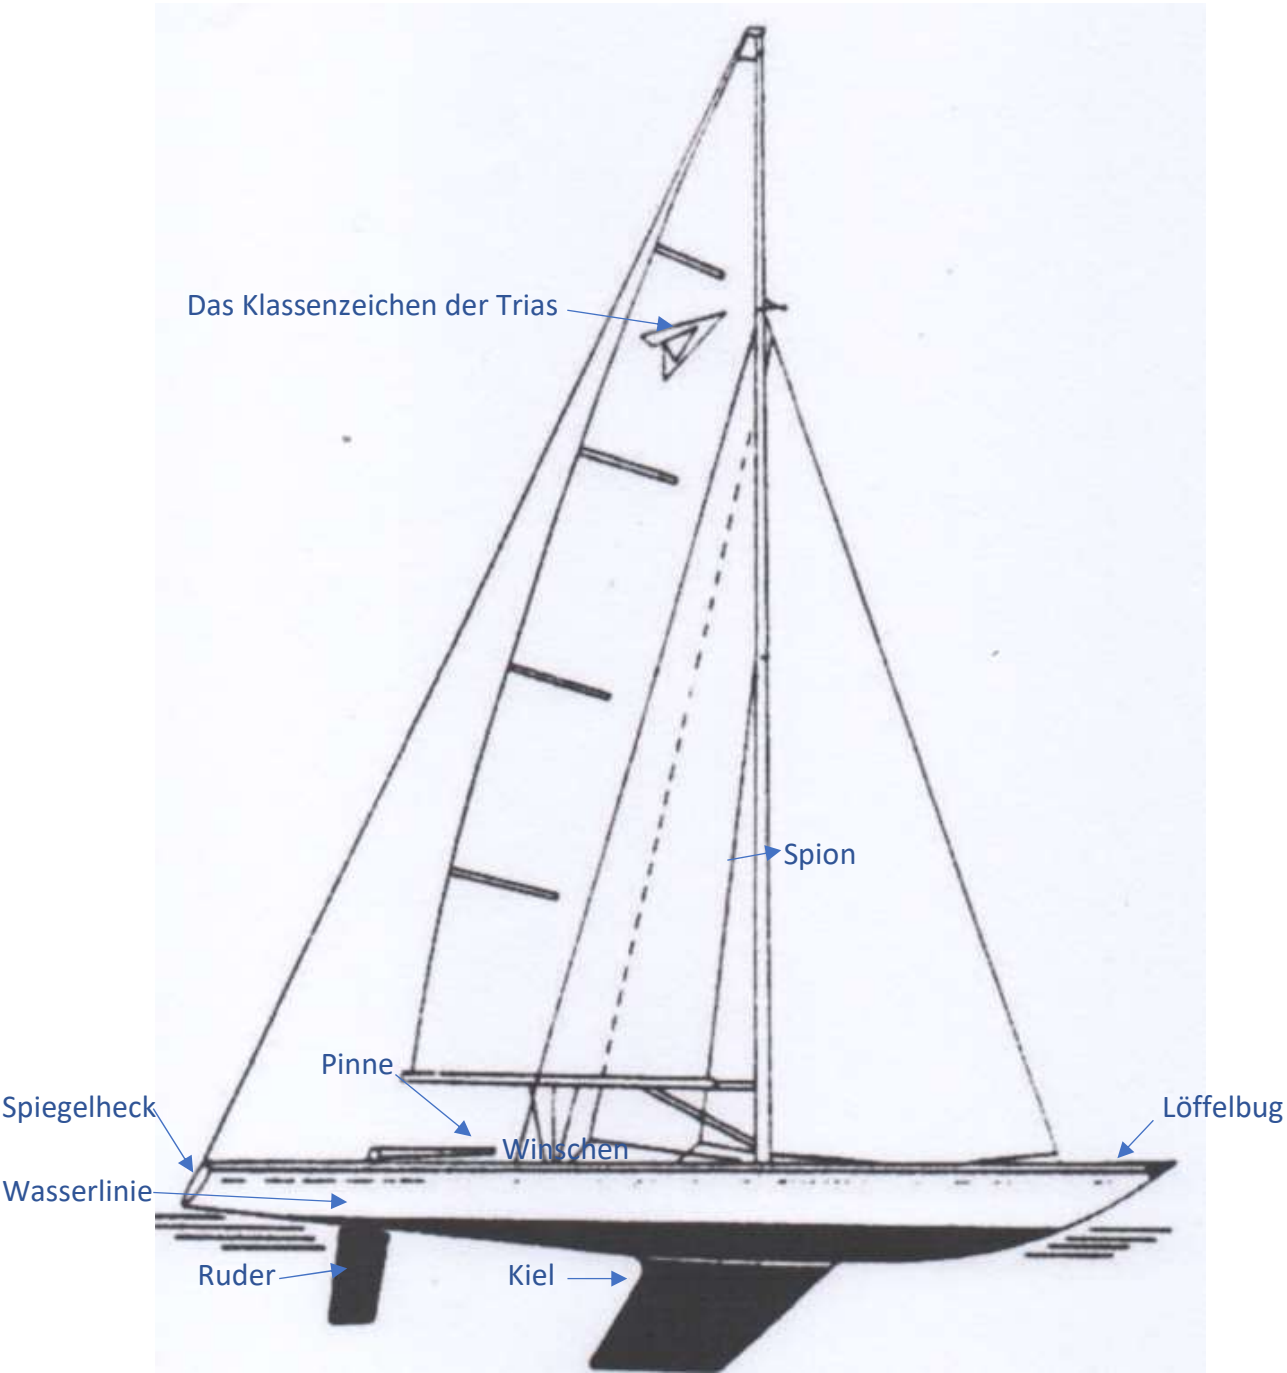 Das Klassenzeichen der Trias
Spion
Pinne
Spiegelheck
Löffelbug
Winschen
Wasserlinie
Ruder
Kiel